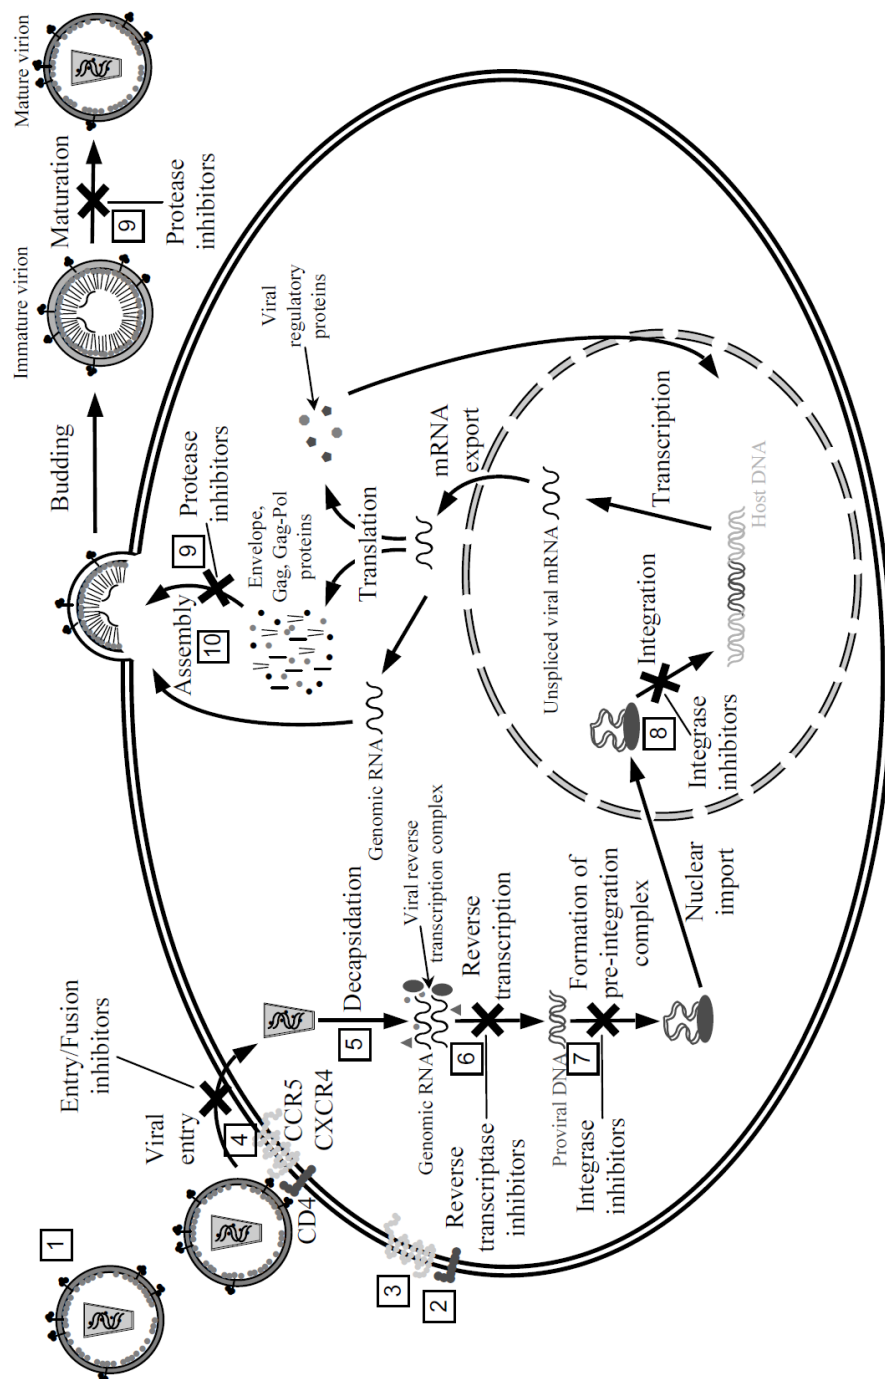 1
Entry/Fusion
inhibitors
Viral
entry
4
CD4
CCR5
CXCR4
3
2
5
Decapsidation
Genomic RNA
Viral reverse
transcription complex
6
Reverse
transcription
Reverse
transcriptase
inhibitors
Proviral DNA
7
Formation of
pre-integration
complex
Integrase
inhibitors
Nuclear
import
8
Integration
Integrase
inhibitors
Host DNA
Transcription
Unspliced viral mRNA
mRNA
export
Translation
Genomic RNA
Envelope,
Gag, Gag-Pol
proteins
Viral
regulatory
proteins
Assembly
10
9
Protease
inhibitors
Budding
Immature virion
Maturation
9
Protease
inhibitors
Mature virion